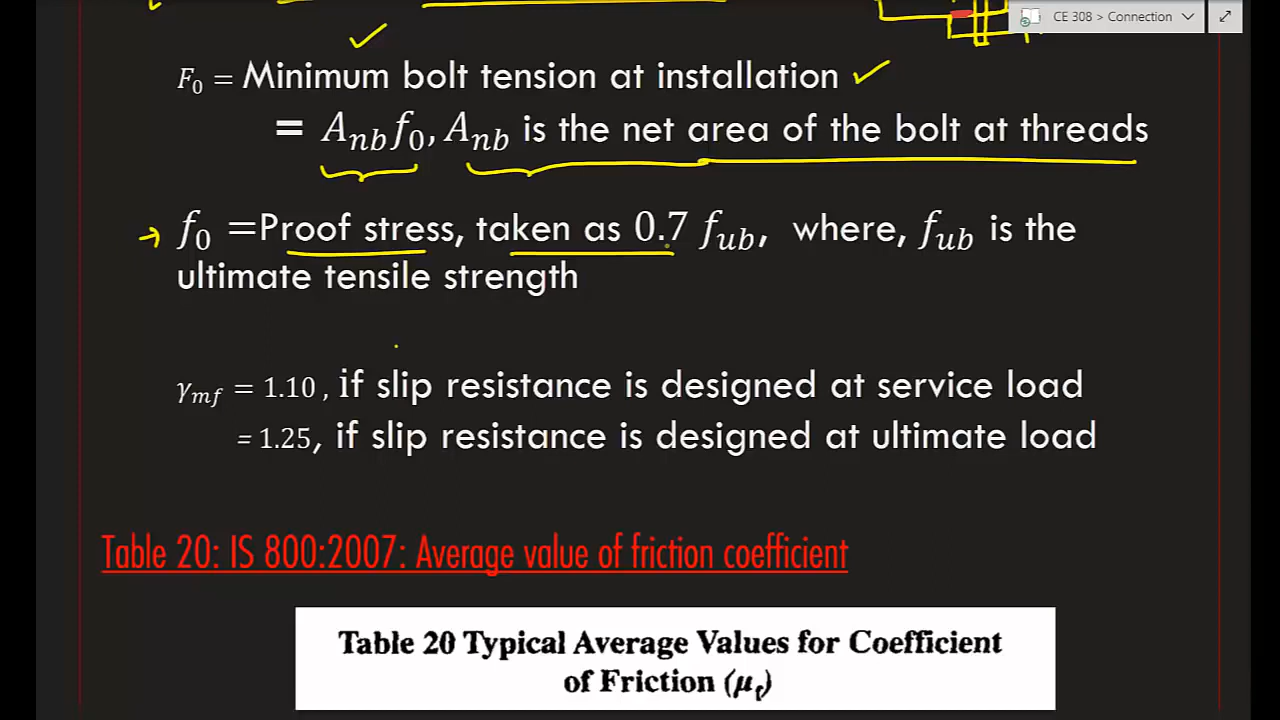 CE 308 > Connection
F₀ = Minimum bolt tension at installation
= Aₙb f₀, Aₙb is the net area of the bolt at threads
f₀ =Proof stress, taken as 0.7 fub, where, fub is the
ultimate tensile strength
γmf = 1.10 , if slip resistance is designed at service load
= 1.25, if slip resistance is designed at ultimate load
Table 20: IS 800:2007: Average value of friction coefficient
Table 20 Typical Average Values for Coefficient
of Friction (μf)